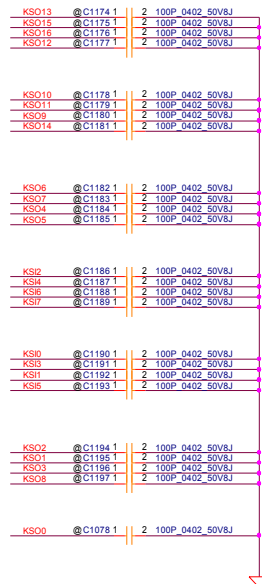 KSO13 @C1174 1 2 100P_0402_50V8J
KSO15 @C1175 1 2 100P_0402_50V8J
KSO16 @C1176 1 2 100P_0402_50V8J
KSO12 @C1177 1 2 100P_0402_50V8J
KSO10 @C1178 1 2 100P_0402_50V8J
KSO11 @C1179 1 2 100P_0402_50V8J
KSO9 @C1180 1 2 100P_0402_50V8J
KSO14 @C1181 1 2 100P_0402_50V8J
KSO6 @C1182 1 2 100P_0402_50V8J
KSO7 @C1183 1 2 100P_0402_50V8J
KSO4 @C1184 1 2 100P_0402_50V8J
KSO5 @C1185 1 2 100P_0402_50V8J
KSI2 @C1186 1 2 100P_0402_50V8J
KSI4 @C1187 1 2 100P_0402_50V8J
KSI6 @C1188 1 2 100P_0402_50V8J
KSI7 @C1189 1 2 100P_0402_50V8J
KSI0 @C1190 1 2 100P_0402_50V8J
KSI3 @C1191 1 2 100P_0402_50V8J
KSI1 @C1192 1 2 100P_0402_50V8J
KSI5 @C1193 1 2 100P_0402_50V8J
KSO2 @C1194 1 2 100P_0402_50V8J
KSO1 @C1195 1 2 100P_0402_50V8J
KSO3 @C1196 1 2 100P_0402_50V8J
KSO8 @C1197 1 2 100P_0402_50V8J
KSO0 @C1078 1 2 100P_0402_50V8J